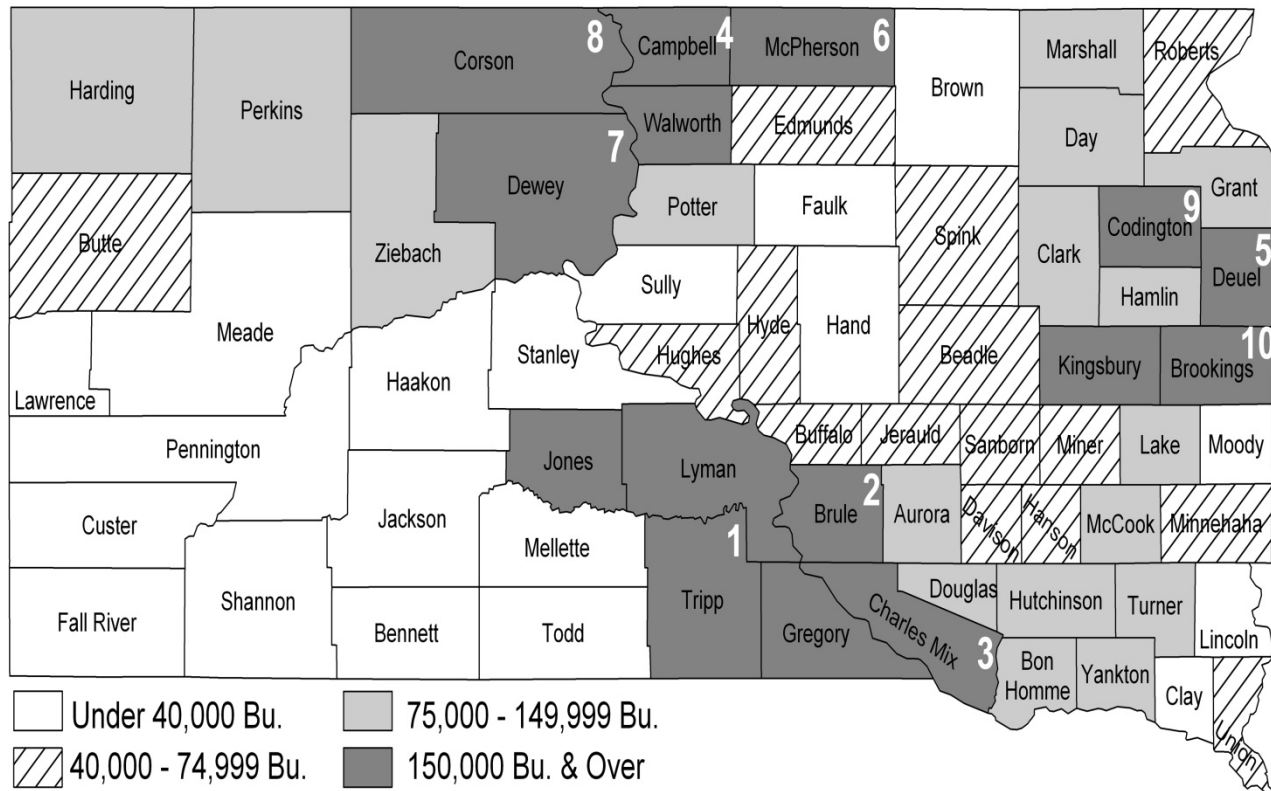 8
4
6
Campbell
McPherson
Marshall
Roberts
Corson
Harding
Perkins
Brown
Walworth
Edmunds
Day
7
Dewey
Grant
Potter
Faulk
9
Codington
Butte
Ziebach
Spink
Clark
5
Deuel
Sully
Hamlin
Meade
Hyde
Hand
Stanley
Hughes
Beadle
10
Haakon
Kingsbury
Brookings
Lawrence
Buffalo
Jerauld
Sanborn
Miner
Lake
Moody
Pennington
Jones
Lyman
2
Brule
Aurora
Davison
Hanson
McCook
Minnehaha
Custer
Jackson
Mellette
1
Douglas
Hutchinson
Turner
Fall River
Shannon
Tripp
Bennett
Todd
Gregory
Charles Mix
3
Lincoln
Bon
Homme
Yankton
Clay
Union
Under 40,000 Bu.
75,000 - 149,999 Bu.
40,000 - 74,999 Bu.
150,000 Bu. & Over